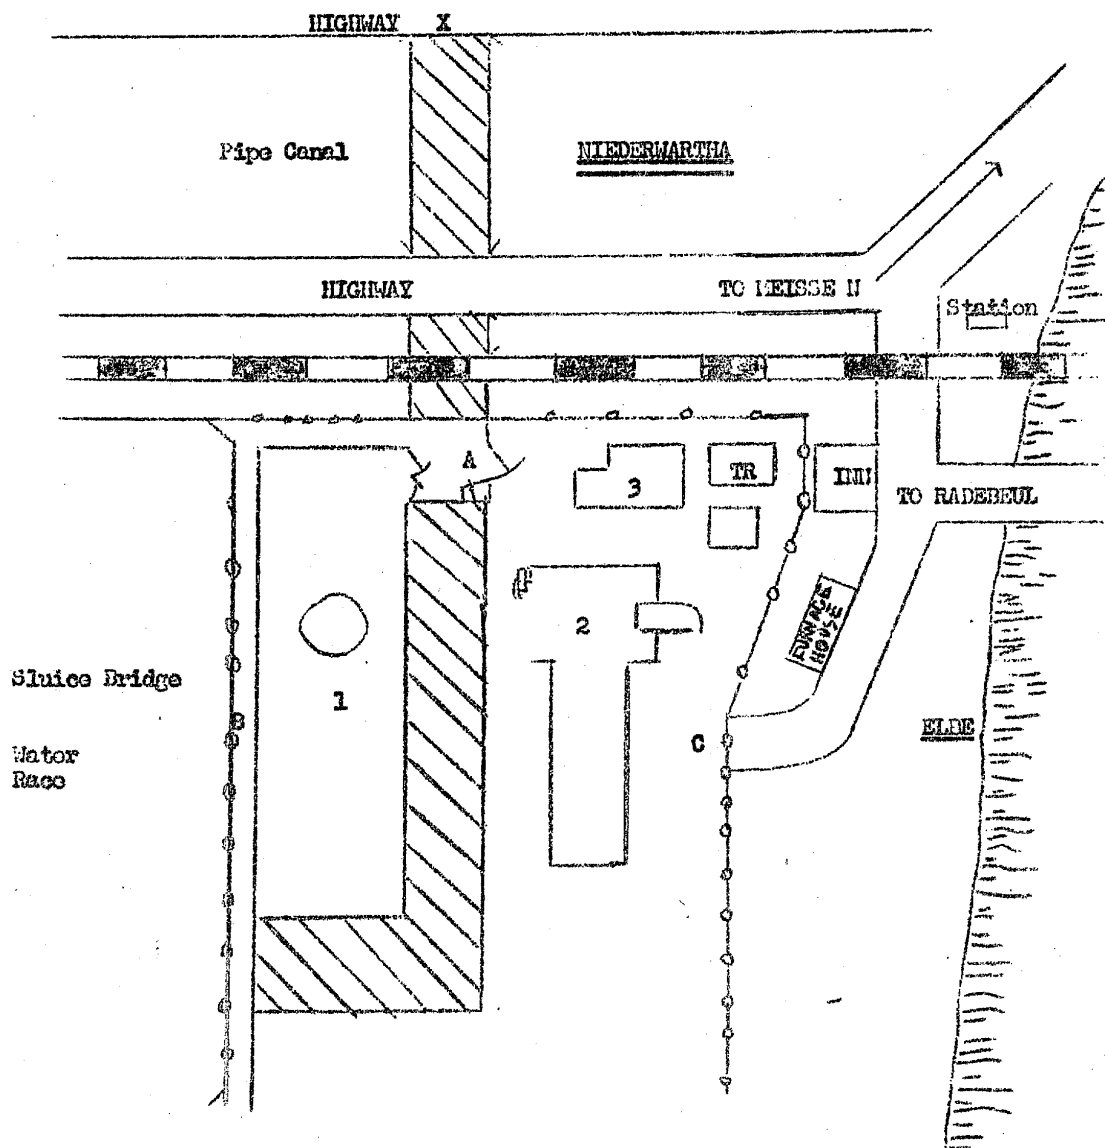 HIGHWAY X
Pipe Canal
NIEDERWARTHA
HIGHWAY
TO MEISSE N
Station
A
3
TR
INN
TO RADEBEUL
2
FURNACE
HOUSE
Sluice Bridge
1
B
ELBE
C
Water
Race